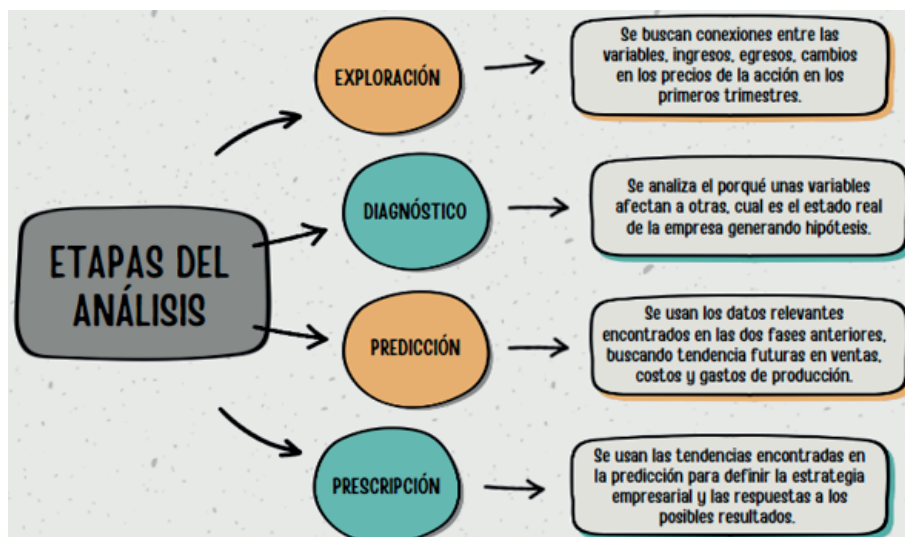 ETAPAS DEL
ANÁLISIS
EXPLORACIÓN
Se buscan conexiones entre las
variables, ingresos, egresos, cambios
en los precios de la acción en los
primeros trimestres.
DIAGNÓSTICO
Se analiza el porqué unas variables
afectan a otras, cual es el estado real
de la empresa generando hipótesis.
PREDICCIÓN
Se usan los datos relevantes
encontrados en las dos fases anteriores,
buscando tendencia futuras en ventas,
costos y gastos de producción.
PRESCRIPCIÓN
Se usan las tendencias encontradas en
la predicción para definir la estrategia
empresarial y las respuestas a los
posibles resultados.